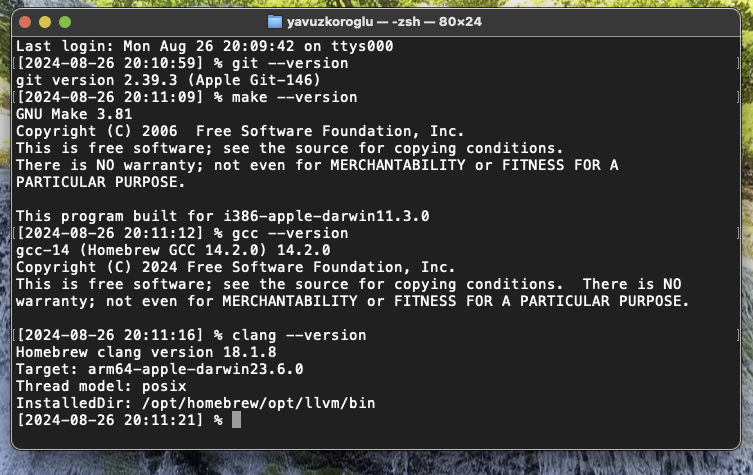 yavuzkoroglu — -zsh — 80×24
Last login: Mon Aug 26 20:09:42 on ttys000
[[2024-08-26 20:10:59] % git --version ]
git version 2.39.3 (Apple Git-146)
[[2024-08-26 20:11:09] % make --version ]
GNU Make 3.81
Copyright (C) 2006  Free Software Foundation, Inc.
This is free software; see the source for copying conditions.
There is NO warranty; not even for MERCHANTABILITY or FITNESS FOR A
PARTICULAR PURPOSE.

This program built for i386-apple-darwin11.3.0
[[2024-08-26 20:11:12] % gcc --version ]
gcc-14 (Homebrew GCC 14.2.0) 14.2.0
Copyright (C) 2024 Free Software Foundation, Inc.
This is free software; see the source for copying conditions.  There is NO
warranty; not even for MERCHANTABILITY or FITNESS FOR A PARTICULAR PURPOSE.

[[2024-08-26 20:11:16] % clang --version ]
Homebrew clang version 18.1.8
Target: arm64-apple-darwin23.6.0
Thread model: posix
InstalledDir: /opt/homebrew/opt/llvm/bin
[2024-08-26 20:11:21] %